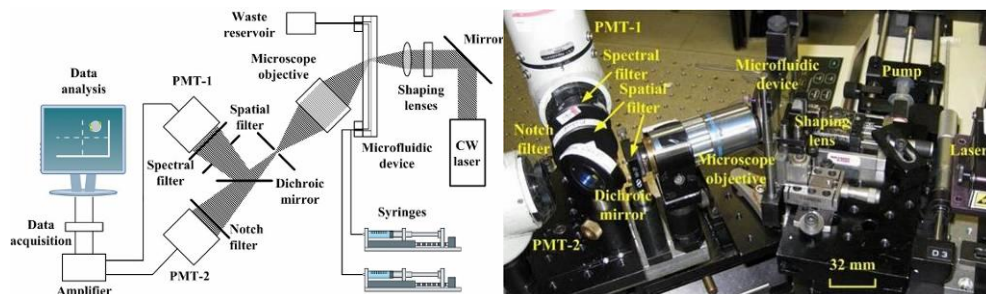 Waste
reservoir
Mirror
Microscope
objective
Data
analysis
PMT-1
Spatial
filter
Shaping
lenses
CW
laser
Microfluidic
device
Spectral
filter
Dichroic
mirror
Notch
filter
Data
acquisition
PMT-2
Syringes
Amplifier
PMT-1
Spectral
filter
Spatial
filter
Microfluidic
device
Pump
Notch
filter
Shaping
lens
Laser
Microscope
objective
Dichroic
mirror
PMT-2
D 3
32 mm